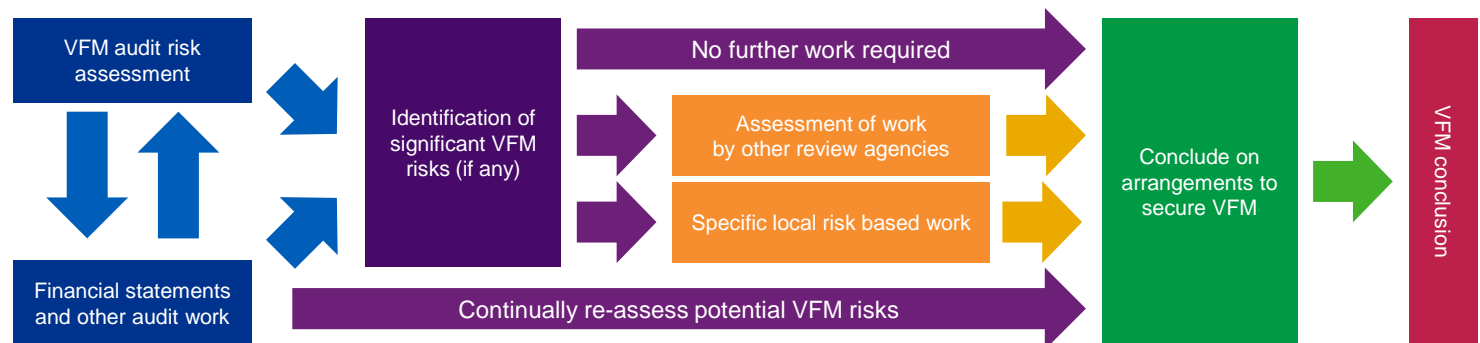 VFM audit risk
assessment
Financial statements
and other audit work
Identification of
significant VFM
risks (if any)
No further work required
Assessment of work
by other review agencies
Specific local risk based work
Continually re-assess potential VFM risks
Conclude on
arrangements to
secure VFM
VFM conclusion